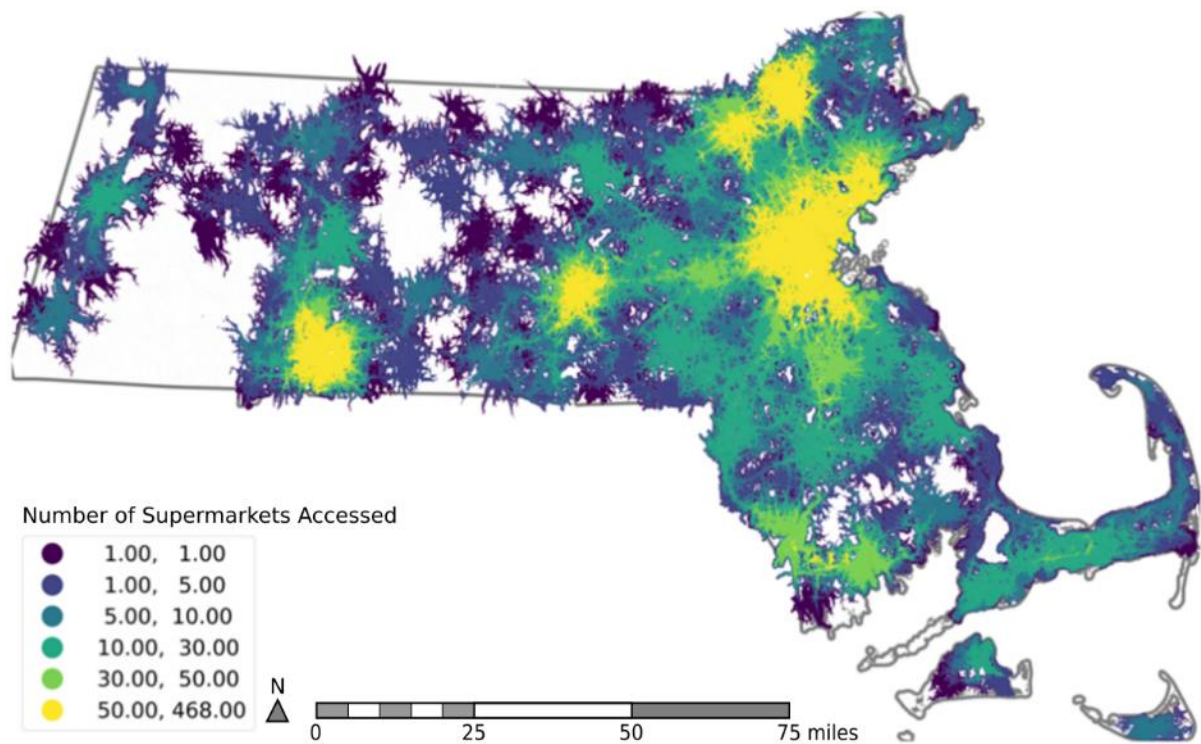 Number of Supermarkets Accessed
1.00, 1.00
1.00, 5.00
5.00, 10.00
10.00, 30.00
30.00, 50.00
50.00, 468.00
N
0 25 50 75 miles